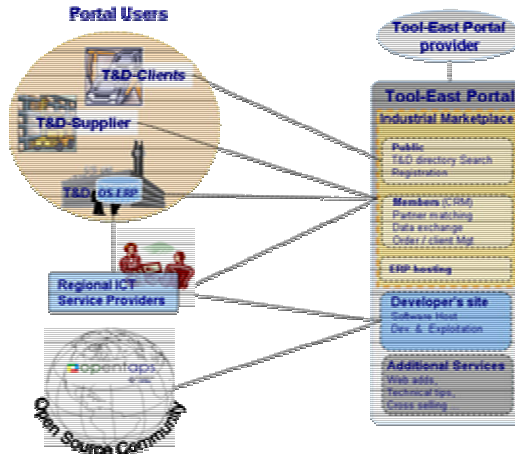 Portal Users
T&D-Clients
T&D-Supplier
T&D OS ERP
Regional ICT
Service Providers
opentaps
Open Source Community
Tool-East Portal
provider
Tool-East Portal
Industrial Marketplace
Public
T&D directory Search
Registration
Members (CRM)
Partner matching
Data exchange
Order / client Mgt
ERP hosting
Developer's site
Software Host
Dev & Exploitation
Additional Services
Web adds,
Technical tips,
Cross selling ...